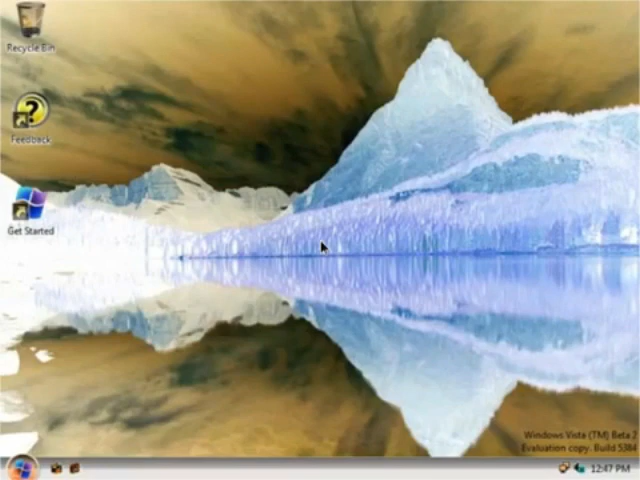 Recycle Bin
Feedback
Get Started
Windows Vista (TM) Beta 2
Evaluation copy. Build 5384
12:47 PM